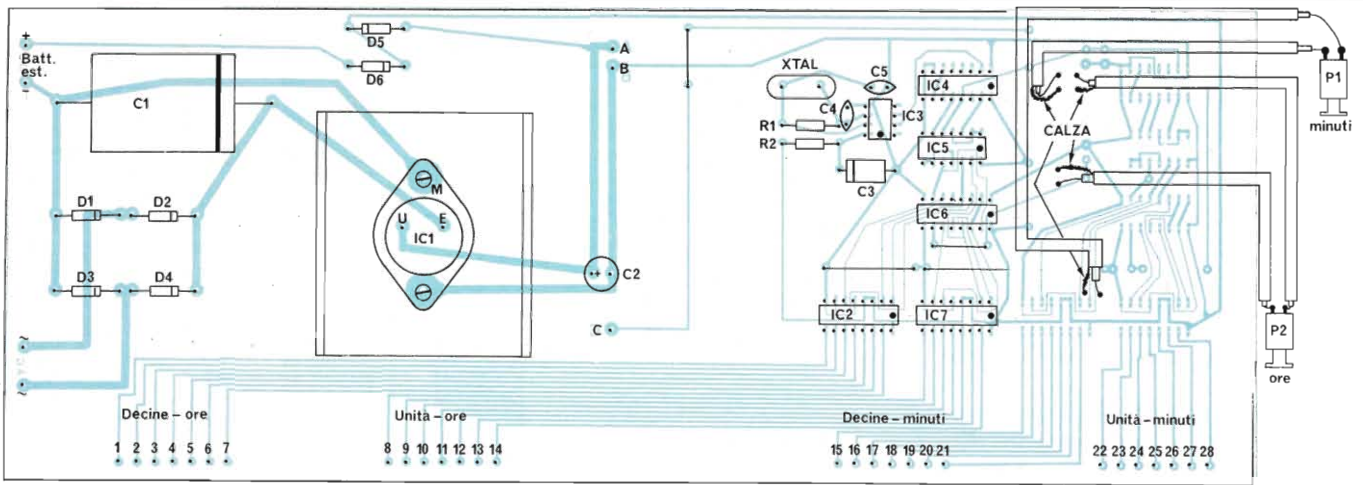 +
Batt.
est.
–
C1
D5
D6
A
B
XTAL
C5
C4
IC3
R1
R2
C3
IC4
IC5
IC6
CALZA
P1
minuti
D1
D2
D3
D4
M
U
E
IC1
+
C2
C
IC2
IC7
P2
ore
~
~
Decine – ore
Unità – ore
Decine – minuti
Unità – minuti
1 2 3 4 5 6 7
8 9 10 11 12 13 14
15 16 17 18 19 20 21
22 23 24 25 26 27 28